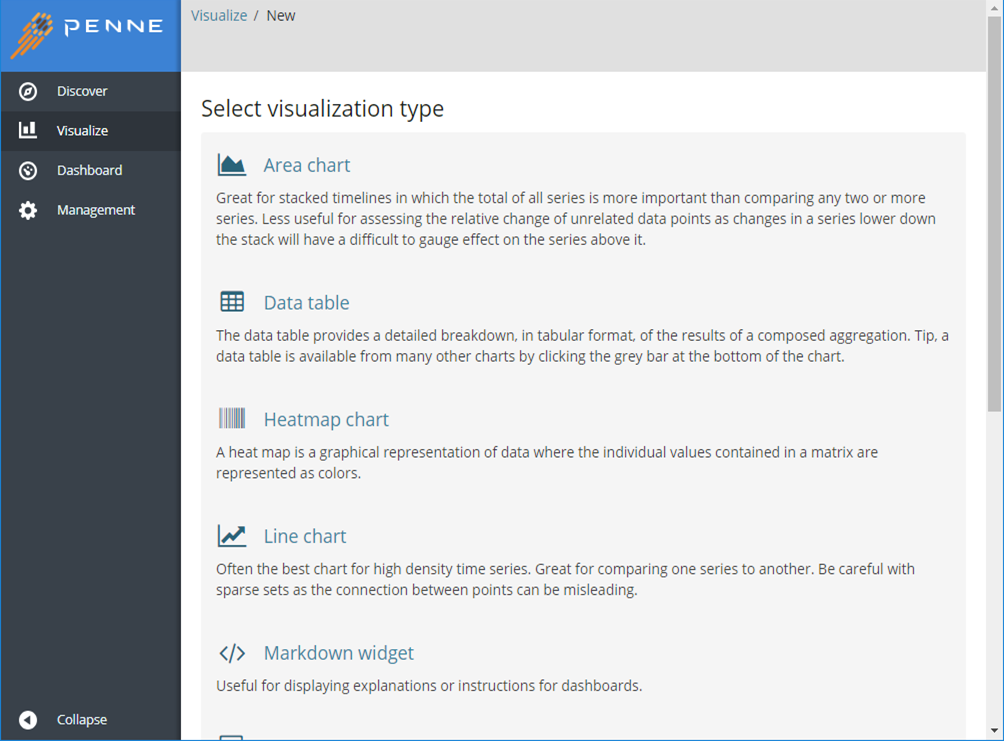 PENNE
Discover
Visualize
Dashboard
Management
Collapse
Visualize / New
Select visualization type
Area chart
Great for stacked timelines in which the total of all series is more important than comparing any two or more
series. Less useful for assessing the relative change of unrelated data points as changes in a series lower down
the stack will have a difficult to gauge effect on the series above it.
Data table
The data table provides a detailed breakdown, in tabular format, of the results of a composed aggregation. Tip, a
data table is available from many other charts by clicking the grey bar at the bottom of the chart.
Heatmap chart
A heat map is a graphical representation of data where the individual values contained in a matrix are
represented as colors.
Line chart
Often the best chart for high density time series. Great for comparing one series to another. Be careful with
sparse sets as the connection between points can be misleading.
Markdown widget
Useful for displaying explanations or instructions for dashboards.